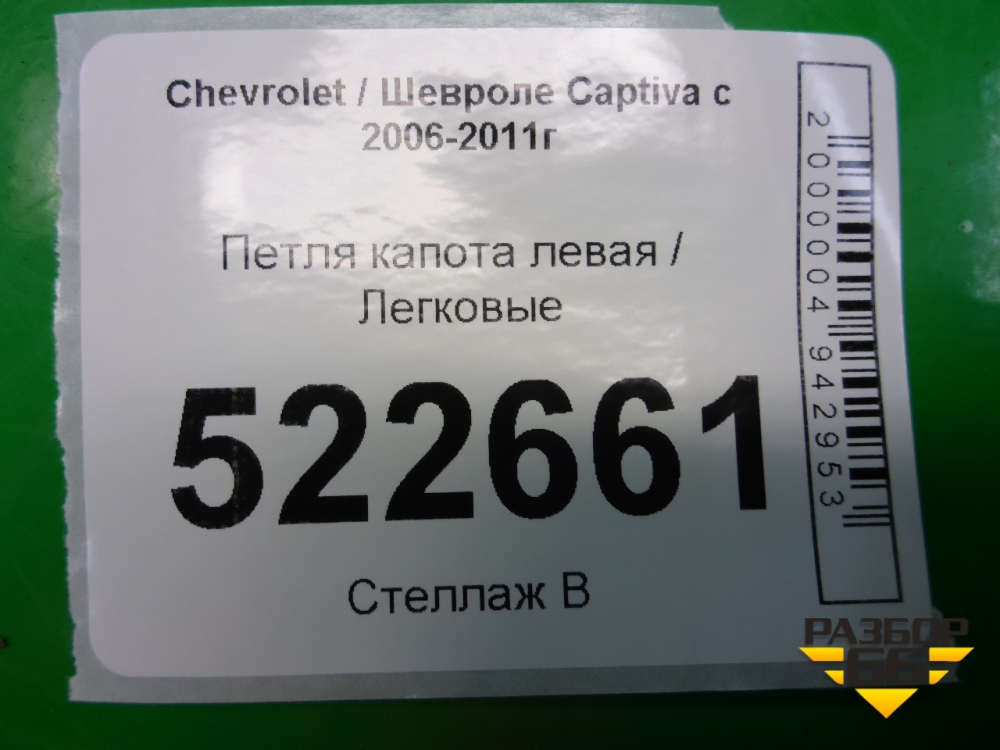 Chevrolet / Шевроле Captiva с
2006-2011г
Петля капота левая /
Легковые
522661
Стеллаж В
2000004942953
РАЗБОР
66